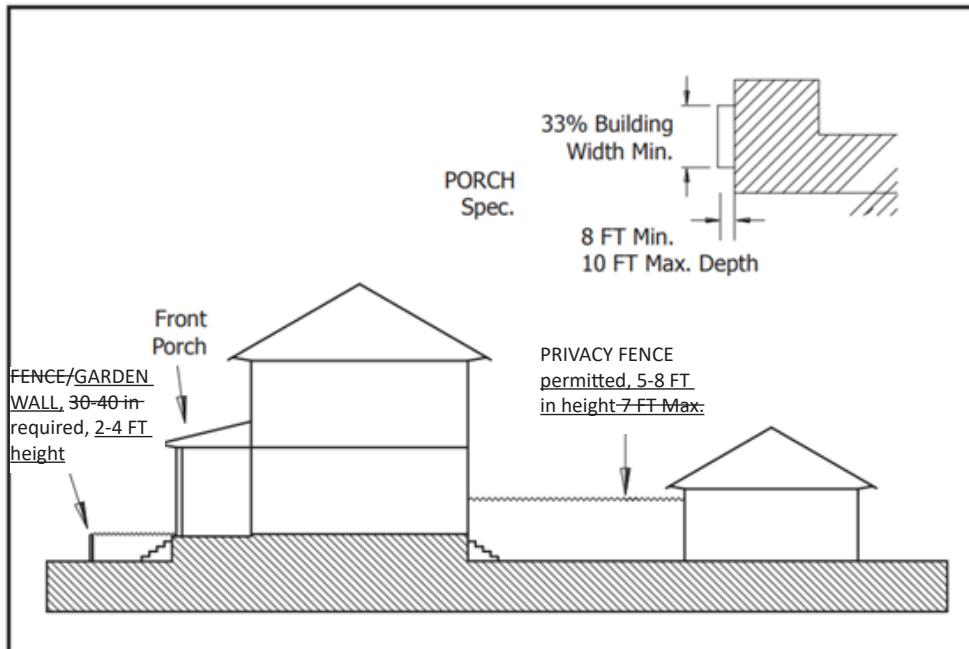 33% Building
Width Min.
PORCH
Spec.
8 FT Min.
10 FT Max. Depth
Front
Porch
FENCE/GARDEN
WALL, 30-40 in
required, 2-4 FT
height
PRIVACY FENCE
permitted, 5-8 FT
in height 7 FT Max.